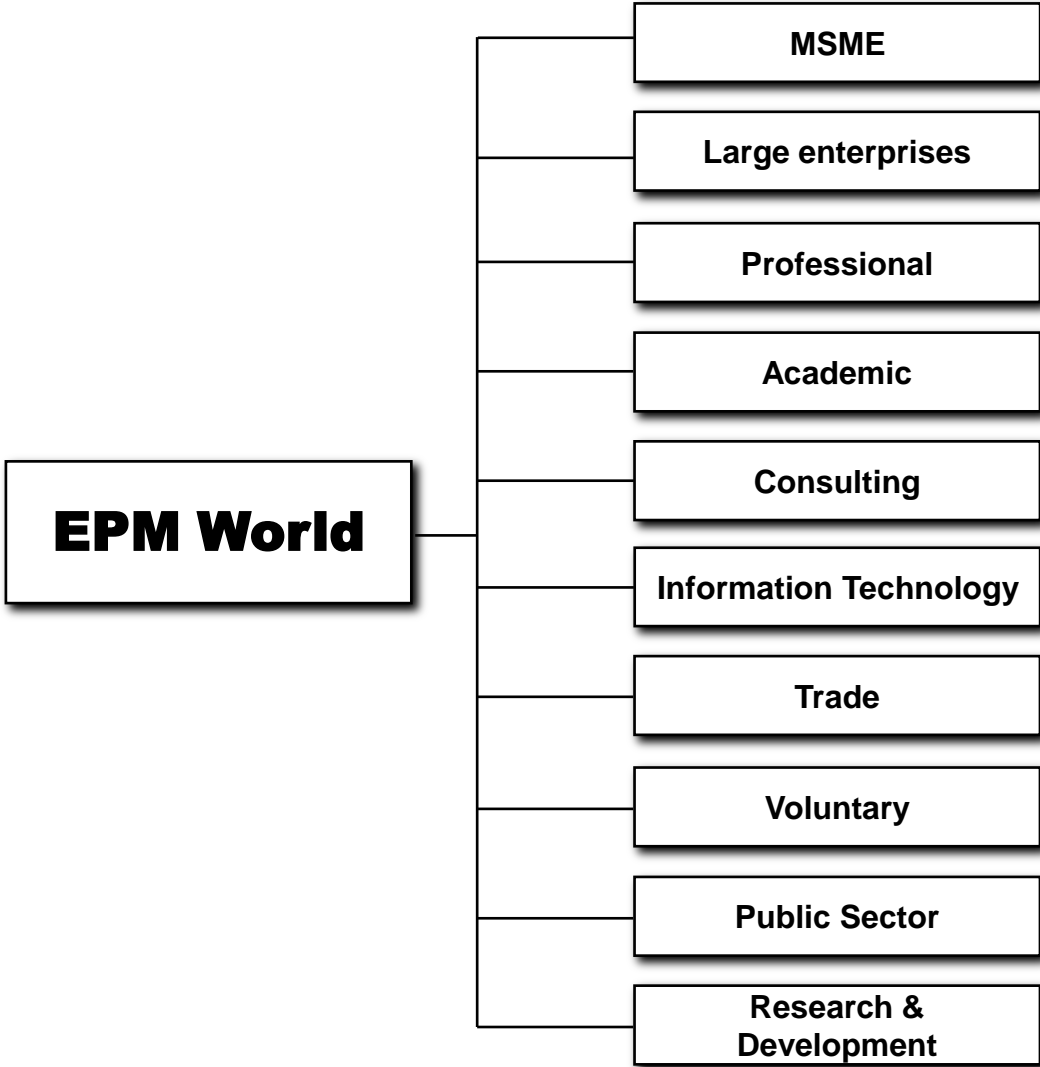 MSME
Large enterprises
Professional
Academic
Consulting
EPM World
Information Technology
Trade
Voluntary
Public Sector
Research &
Development